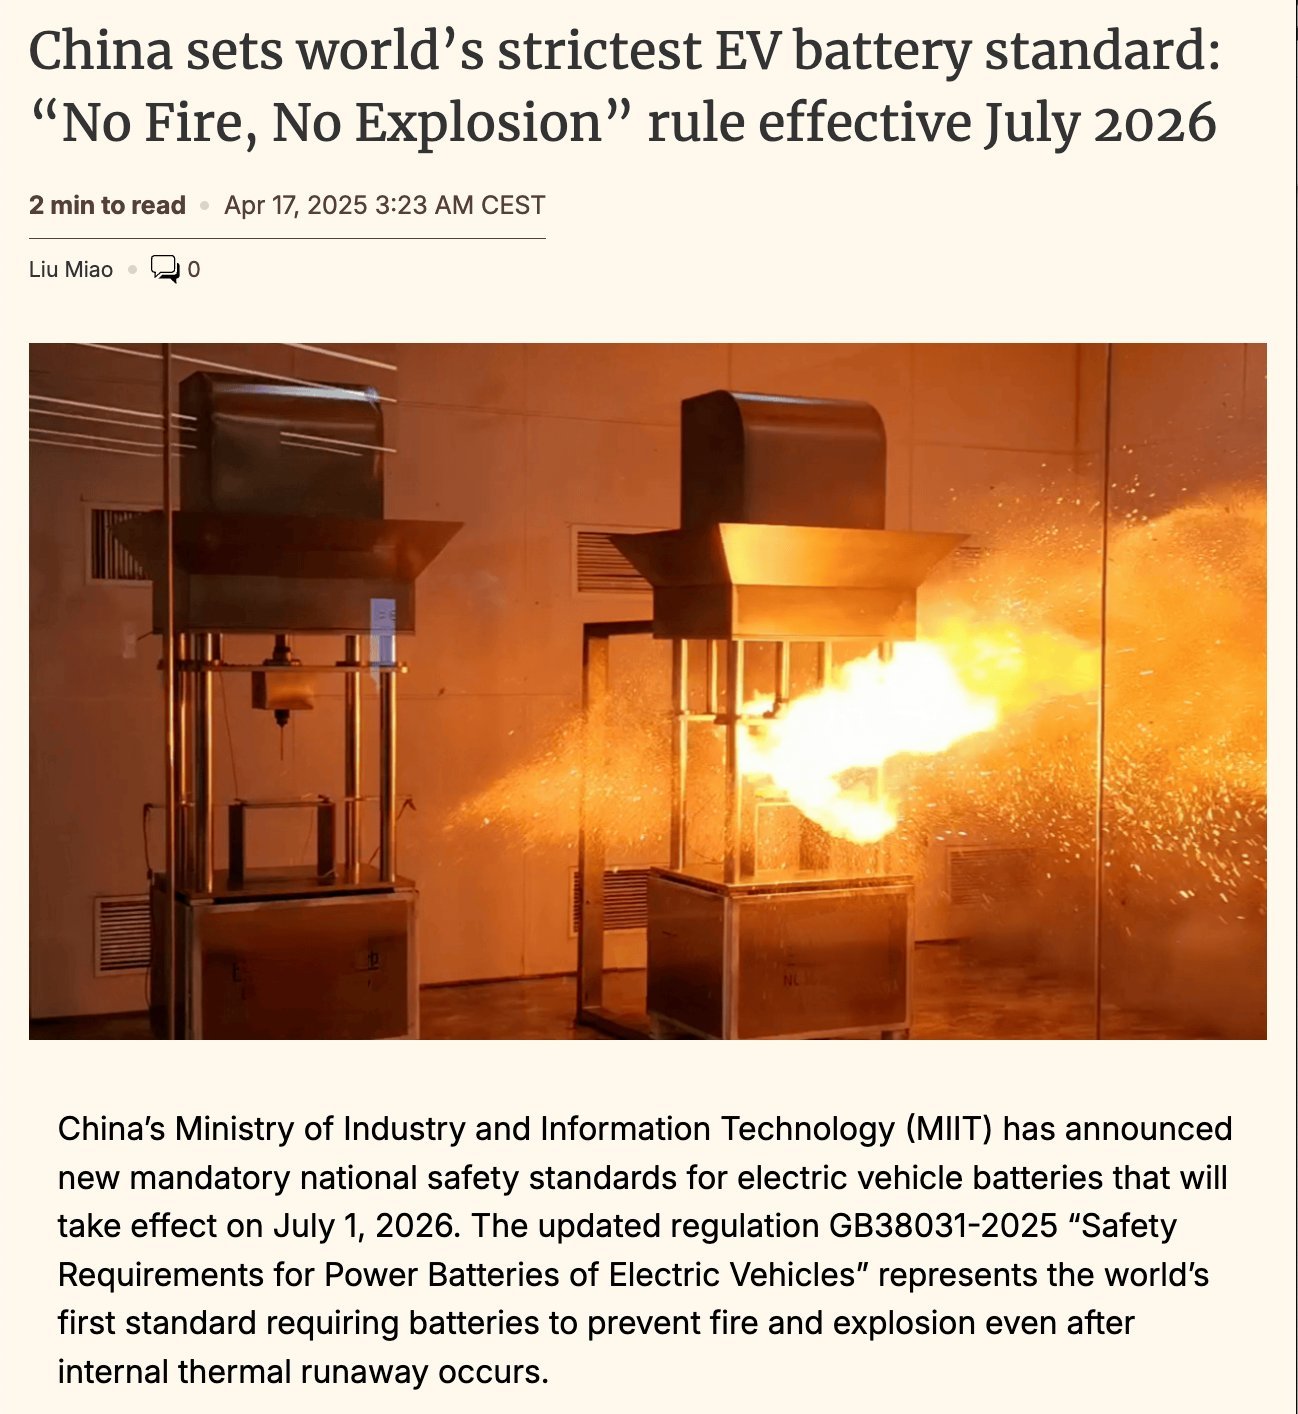 China sets world’s strictest EV battery standard:
“No Fire, No Explosion” rule effective July 2026
2 min to read • Apr 17, 2025 3:23 AM CEST
Liu Miao • 0
China’s Ministry of Industry and Information Technology (MIIT) has announced
new mandatory national safety standards for electric vehicle batteries that will
take effect on July 1, 2026. The updated regulation GB38031-2025 “Safety
Requirements for Power Batteries of Electric Vehicles” represents the world’s
first standard requiring batteries to prevent fire and explosion even after
internal thermal runaway occurs.